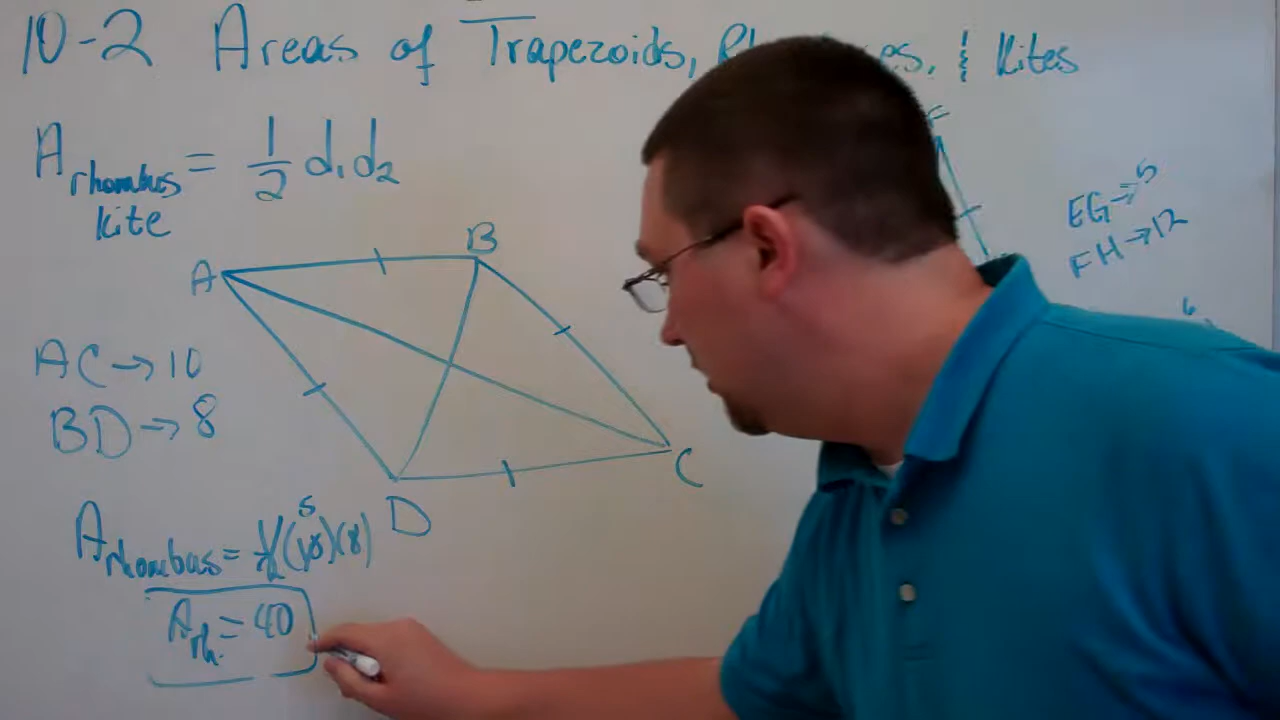 10-2 Areas of Trapezoids, & Kites
A rhombus kite = 1/2 d₁d₂
A
B
C
D
AC → 10
BD → 8
A rhombus = 1/2 (10)(8)
5
A rh. = 40
F
EG → 5
FH → 12
6